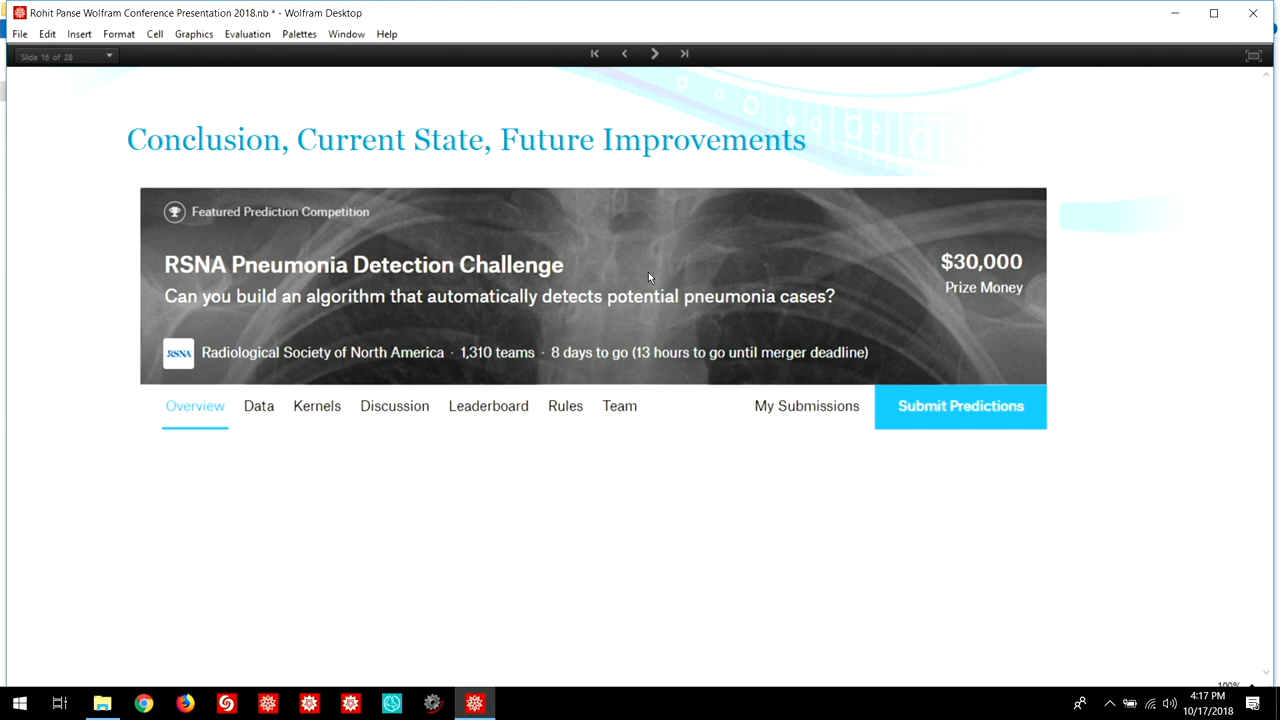 Rohit Panse Wolfram Conference Presentation 2018.nb * - Wolfram Desktop
File Edit Insert Format Cell Graphics Evaluation Palettes Window Help
Slide 16 of 28
Conclusion, Current State, Future Improvements
Featured Prediction Competition
RSNA Pneumonia Detection Challenge
$30,000
Can you build an algorithm that automatically detects potential pneumonia cases?
Prize Money
RSNA
Radiological Society of North America · 1,310 teams · 8 days to go (13 hours to go until merger deadline)
Overview Data Kernels Discussion Leaderboard Rules Team My Submissions Submit Predictions
100%
4:17 PM
10/17/2018